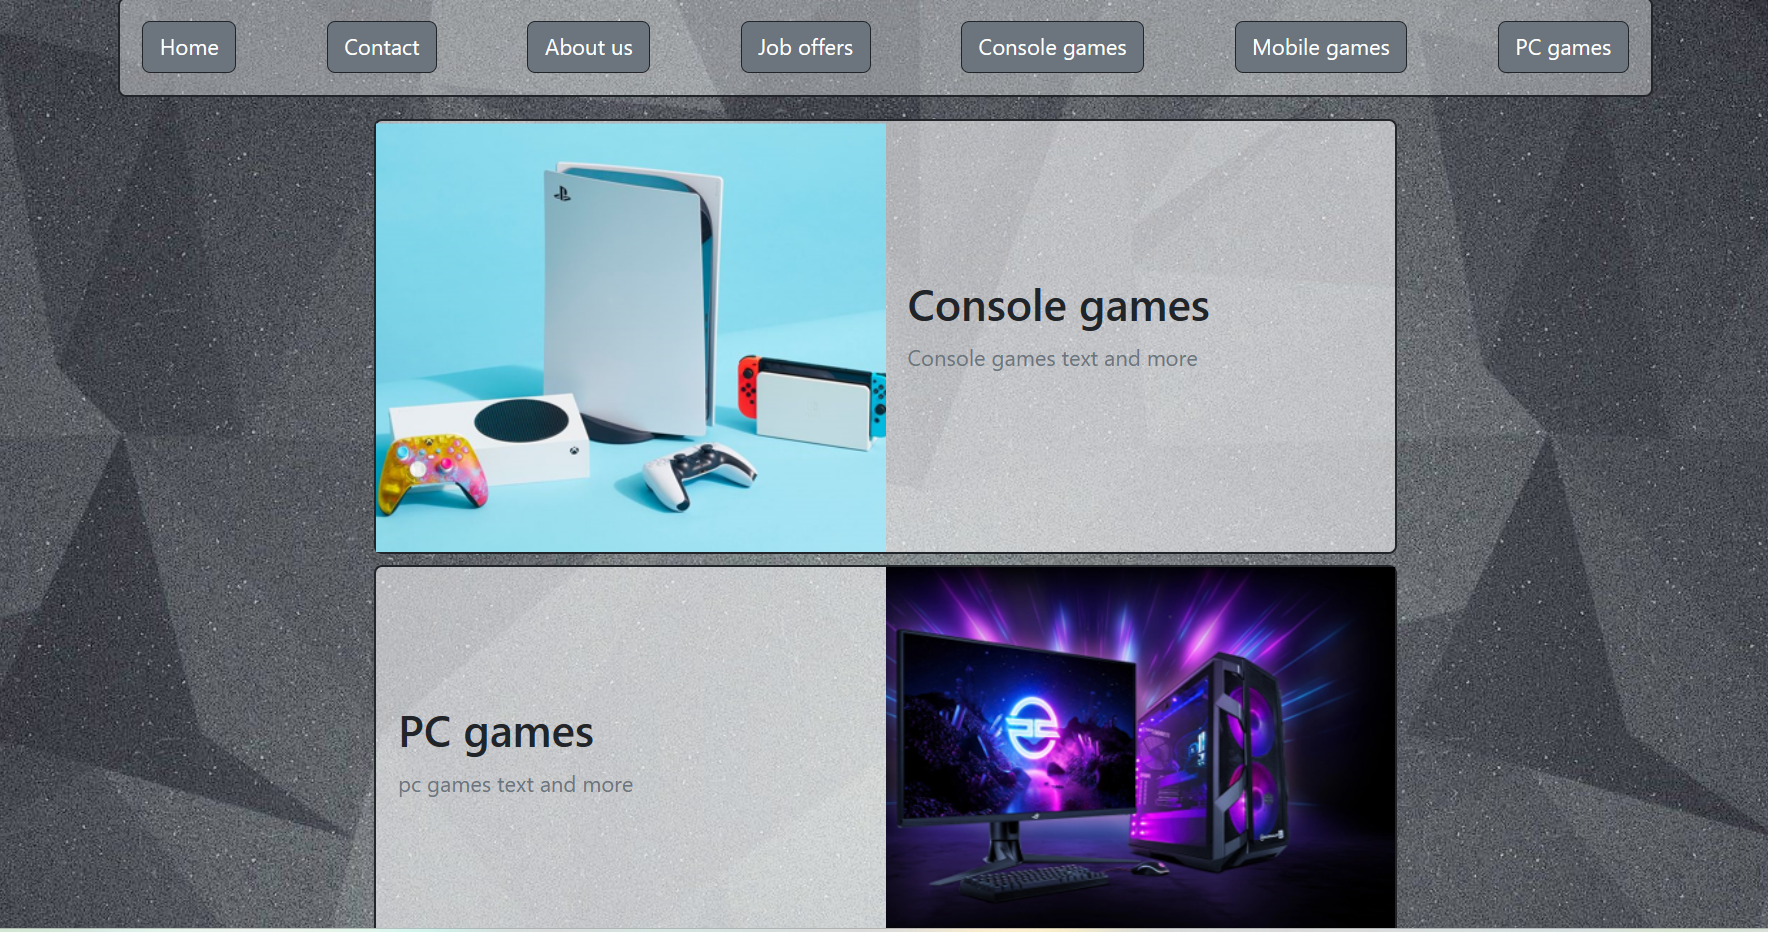 Home Contact About us Job offers Console games Mobile games PC games
Console games
Console games text and more
PC games
pc games text and more